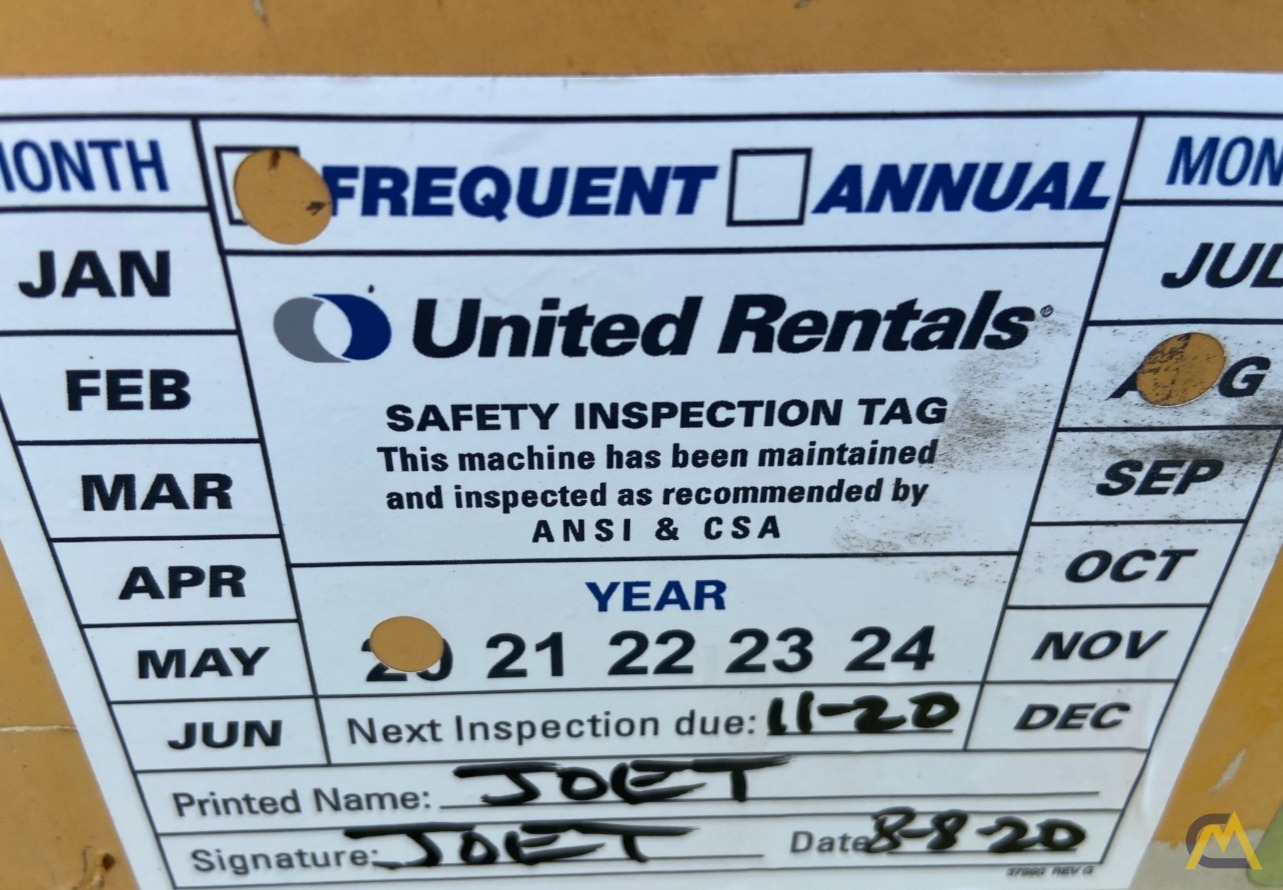 MONTH
FREQUENT ANNUAL
MON
JAN
FEB
MAR
APR
MAY
JUN
United Rentals®
SAFETY INSPECTION TAG
This machine has been maintained
and inspected as recommended by
ANSI & CSA
YEAR
20 21 22 23 24
Next Inspection due: 11-20
JUL
AUG
SEP
OCT
NOV
DEC
Printed Name: JOET
Signature: JOET Date 8-8-20